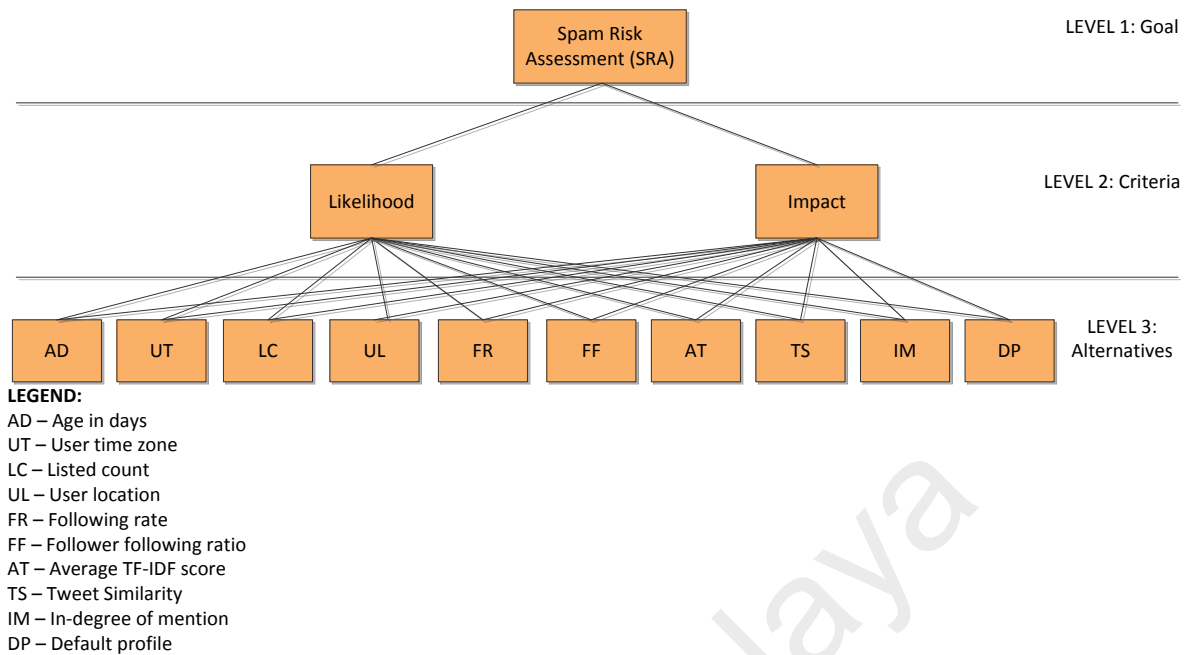 Spam Risk
Assessment (SRA)
LEVEL 1: Goal
Likelihood
Impact
LEVEL 2: Criteria
AD
UT
LC
UL
FR
FF
AT
TS
IM
DP
LEVEL 3:
Alternatives
LEGEND:
AD – Age in days
UT – User time zone
LC – Listed count
UL – User location
FR – Following rate
FF – Follower following ratio
AT – Average TF-IDF score
TS – Tweet Similarity
IM – In-degree of mention
DP – Default profile
laya